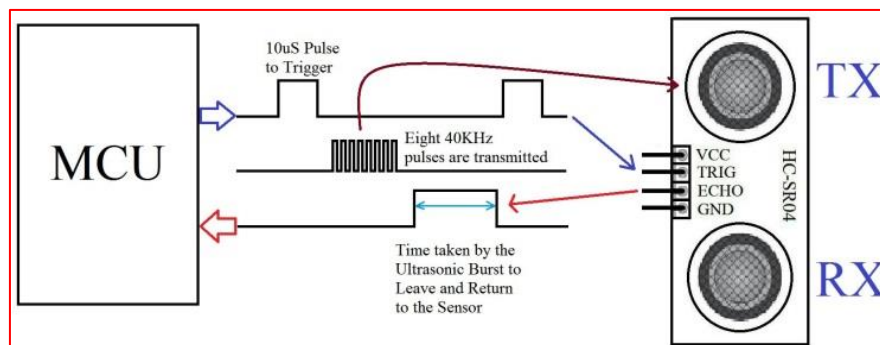 MCU
10uS Pulse
to Trigger
Eight 40KHz
pulses are transmitted
Time taken by the
Ultrasonic Burst to
Leave and Return
to the Sensor
VCC
TRIG
ECHO
GND
HC-SR04
TX
RX